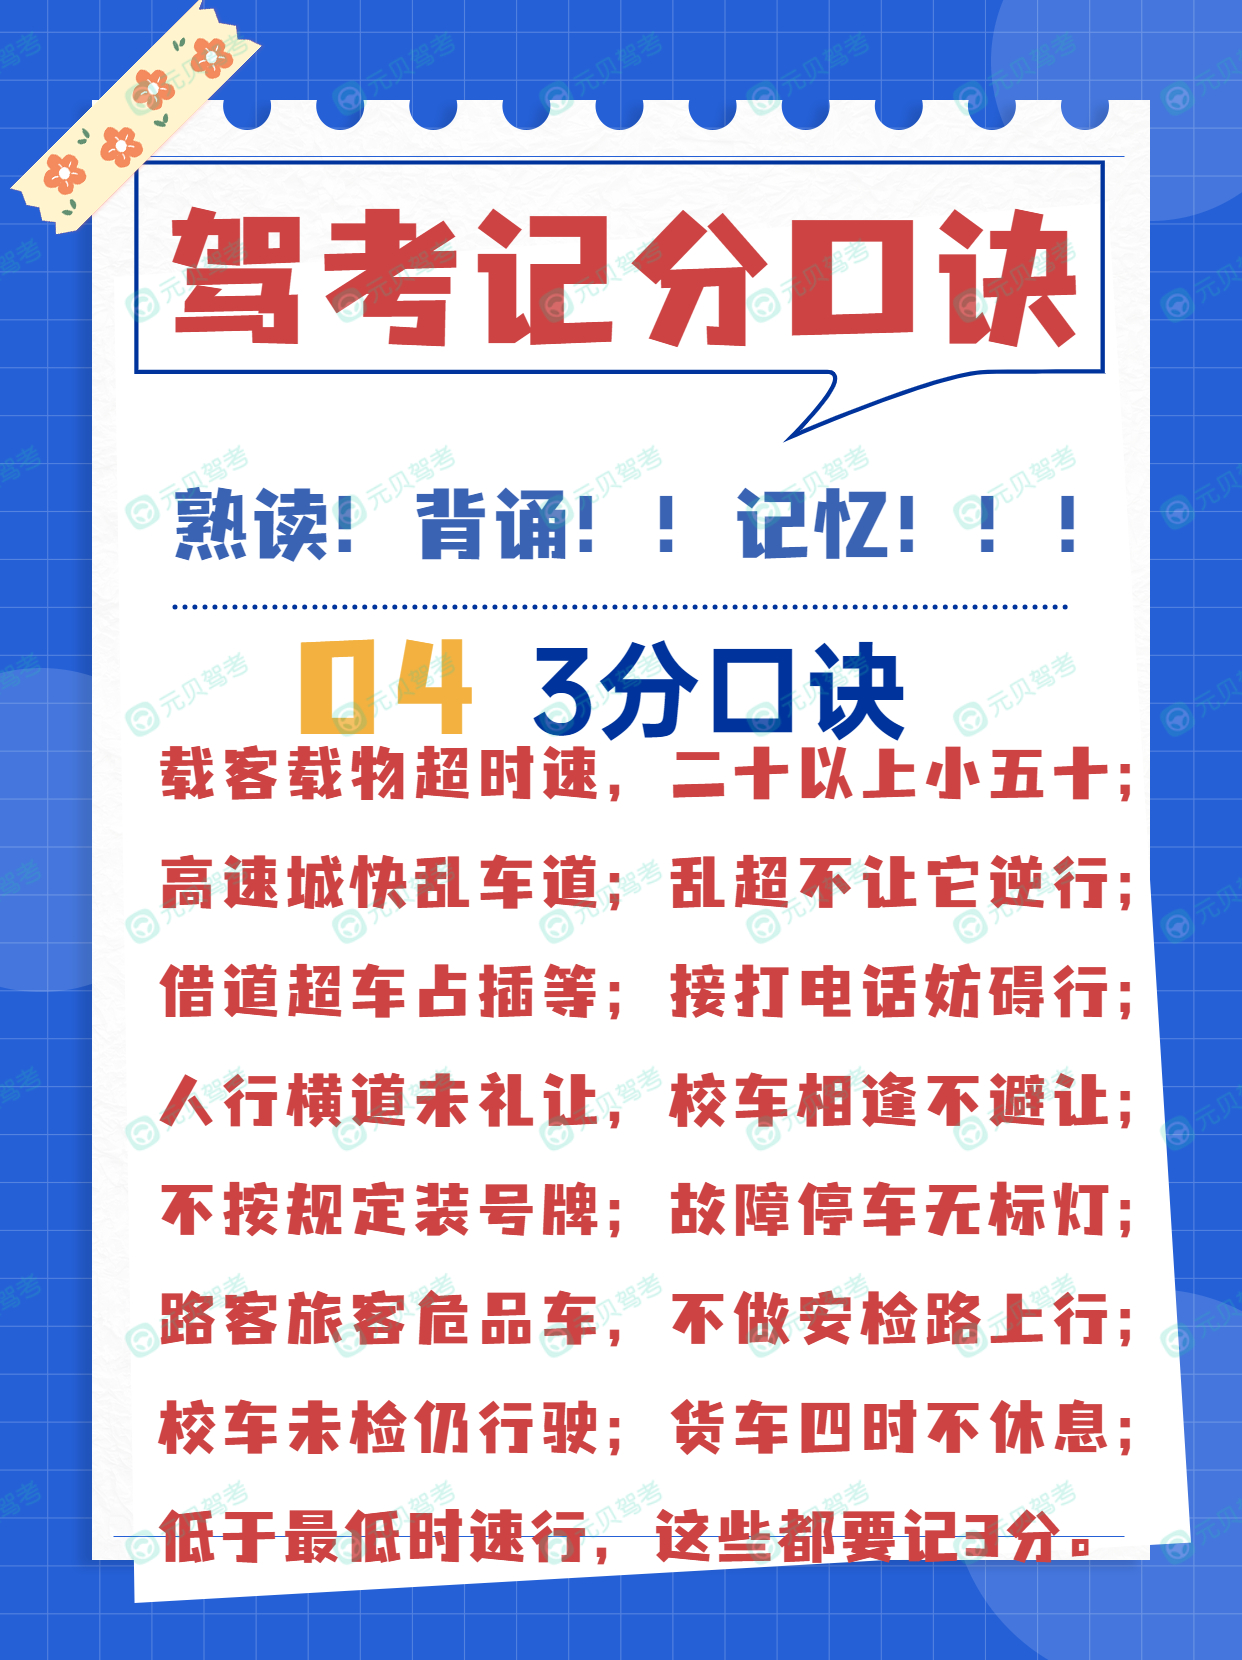 驾考记分口诀
熟读！背诵！！记忆！！！
04 3分口诀
载客载物超时速，二十以上小五十；
高速城快乱车道；乱超不让它逆行；
借道超车占插等；接打电话妨碍行；
人行横道未礼让，校车相逢不避让；
不按规定装号牌；故障停车无标灯；
路客旅客危品车，不做安检路上行；
校车未检仍行驶；货车四时不休息；
低于最低时速行，这些都要记3分。
元贝驾考